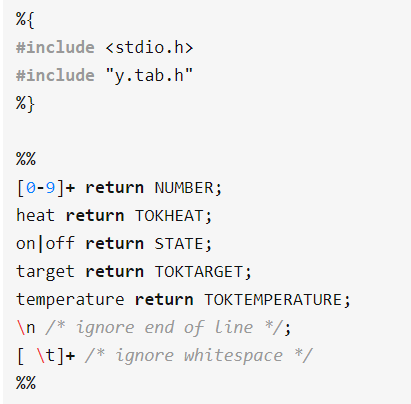 %{
#include <stdio.h>
#include "y.tab.h"
%}
%%
[0-9]+ return NUMBER;
heat return TOKHEAT;
on|off return STATE;
target return TOKTARGET;
temperature return TOKTEMPERATURE;
\n /* ignore end of line */;
[ \t]+ /* ignore whitespace */
%%